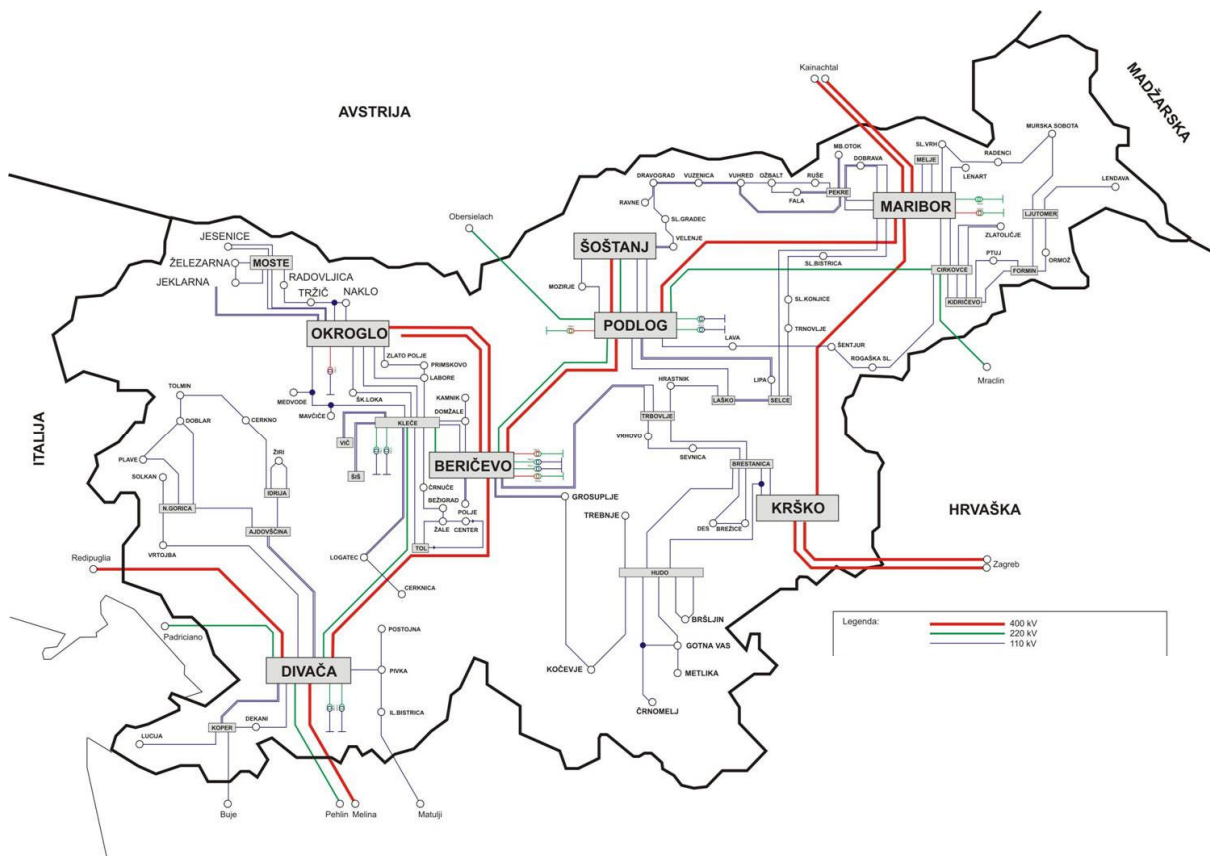 Kainachtal
MADŽARSKA
AVSTRIJA
MURSKA SOBOTA
SL.VRH
MB.OTOK
RADENCI
DOBRAVA
MELJE
LENART
DRAVOGRAD
VUZENICA
VUHRED
OŽBALT
RUŠE
PEKRE
LENDAVA
FALA
RAVNE
MARIBOR
LJUTOMER
Obersielach
SL.GRADEC
ZLATOLIČJE
JESENICE
ŠOŠTANJ
VELENJE
ŽELEZARNA
MOSTE
SL.BISTRICA
PTUJ
ORMOŽ
RADOVLJICA
CIRKOVCE
FORMIN
JEKLARNA
TRŽIČ
NAKLO
MOZIRJE
SL.KONJICE
KIDRIČEVO
OKROGLO
PODLOG
TRNOVLJE
LAVA
ŠENTJUR
ZLATO POLJE
PRIMSKOVO
ROGAŠKA SL.
Mraclin
LABORE
HRASTNIK
LIPA
TOLMIN
MEDVODE
ŠK.LOKA
KAMNIK
LAŠKO
SELCE
MAVČIČE
DOMŽALE
TRBOVLJE
DOBLAR
CERKNO
KLEČE
ITALIJA
VIČ
VRHOVO
PLAVE
ŽIRI
SEVNICA
BERIČEVO
BRESTANICA
SOLKAN
ŠIŠ
IDRIJA
ČRNUČE
GROSUPLJE
BEŽIGRAD
POLJE
N.GORICA
TREBNJE
KRŠKO
HRVAŠKA
ŽALE
CENTER
DES
BREŽICE
AJDOVŠČINA
VRTOJBA
TOL
LOGATEC
Redipuglia
Zagreb
HUDO
CERKNICA
BRŠLJIN
Legenda:
400 kV
220 kV
110 kV
Padriciano
POSTOJNA
GOTNA VAS
DIVAČA
PIVKA
KOČEVJE
METLIKA
ČRNOMELJ
IL.BISTRICA
KOPER
DEKANI
LUCIJA
Buje
Pehlin
Melina
Matulji